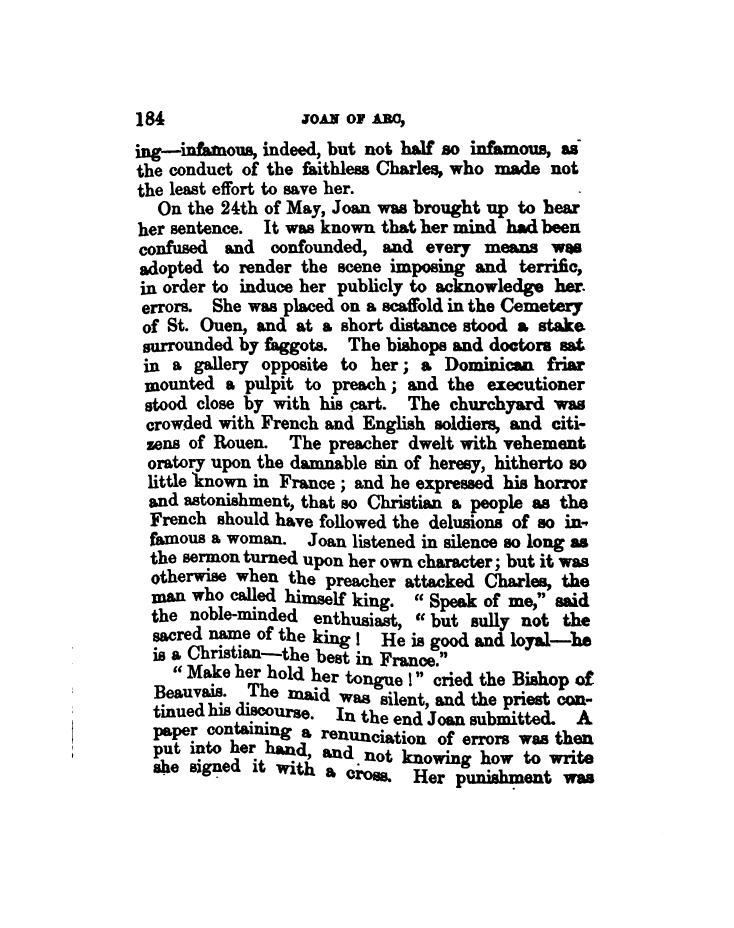 184 JOAN OF ARC,
ing—infamous, indeed, but not half so infamous, as
the conduct of the faithless Charles, who made not
the least effort to save her.
On the 24th of May, Joan was brought up to hear
her sentence. It was known that her mind had been
confused and confounded, and every means was
adopted to render the scene imposing and terrific,
in order to induce her publicly to acknowledge her
errors. She was placed on a scaffold in the Cemetery
of St. Ouen, and at a short distance stood a stake
surrounded by faggots. The bishops and doctors sat
in a gallery opposite to her; a Dominican friar
mounted a pulpit to preach; and the executioner
stood close by with his cart. The churchyard was
crowded with French and English soldiers, and citi-
zens of Rouen. The preacher dwelt with vehement
oratory upon the damnable sin of heresy, hitherto so
little known in France; and he expressed his horror
and astonishment, that so Christian a people as the
French should have followed the delusions of so in-
famous a woman. Joan listened in silence so long as
the sermon turned upon her own character; but it was
otherwise when the preacher attacked Charles, the
man who called himself king. "Speak of me," said
the noble-minded enthusiast, "but sully not the
sacred name of the king! He is good and loyal—he
is a Christian—the best in France."
"Make her hold her tongue!" cried the Bishop of
Beauvais. The maid was silent, and the priest con-
tinued his discourse. In the end Joan submitted. A
paper containing a renunciation of errors was then
put into her hand, and not knowing how to write
she signed it with a cross. Her punishment was